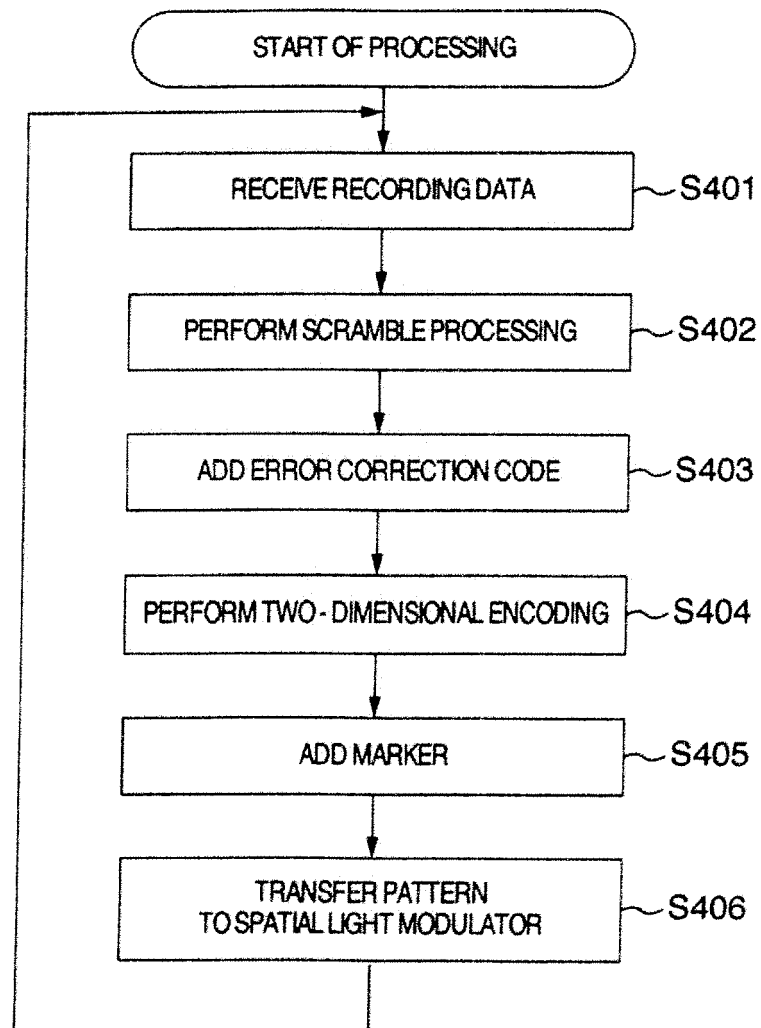 START OF PROCESSING
RECEIVE RECORDING DATA
S401
PERFORM SCRAMBLE PROCESSING
S402
ADD ERROR CORRECTION CODE
S403
PERFORM TWO-DIMENSIONAL ENCODING
S404
ADD MARKER
S405
TRANSFER PATTERN
TO SPATIAL LIGHT MODULATOR
S406